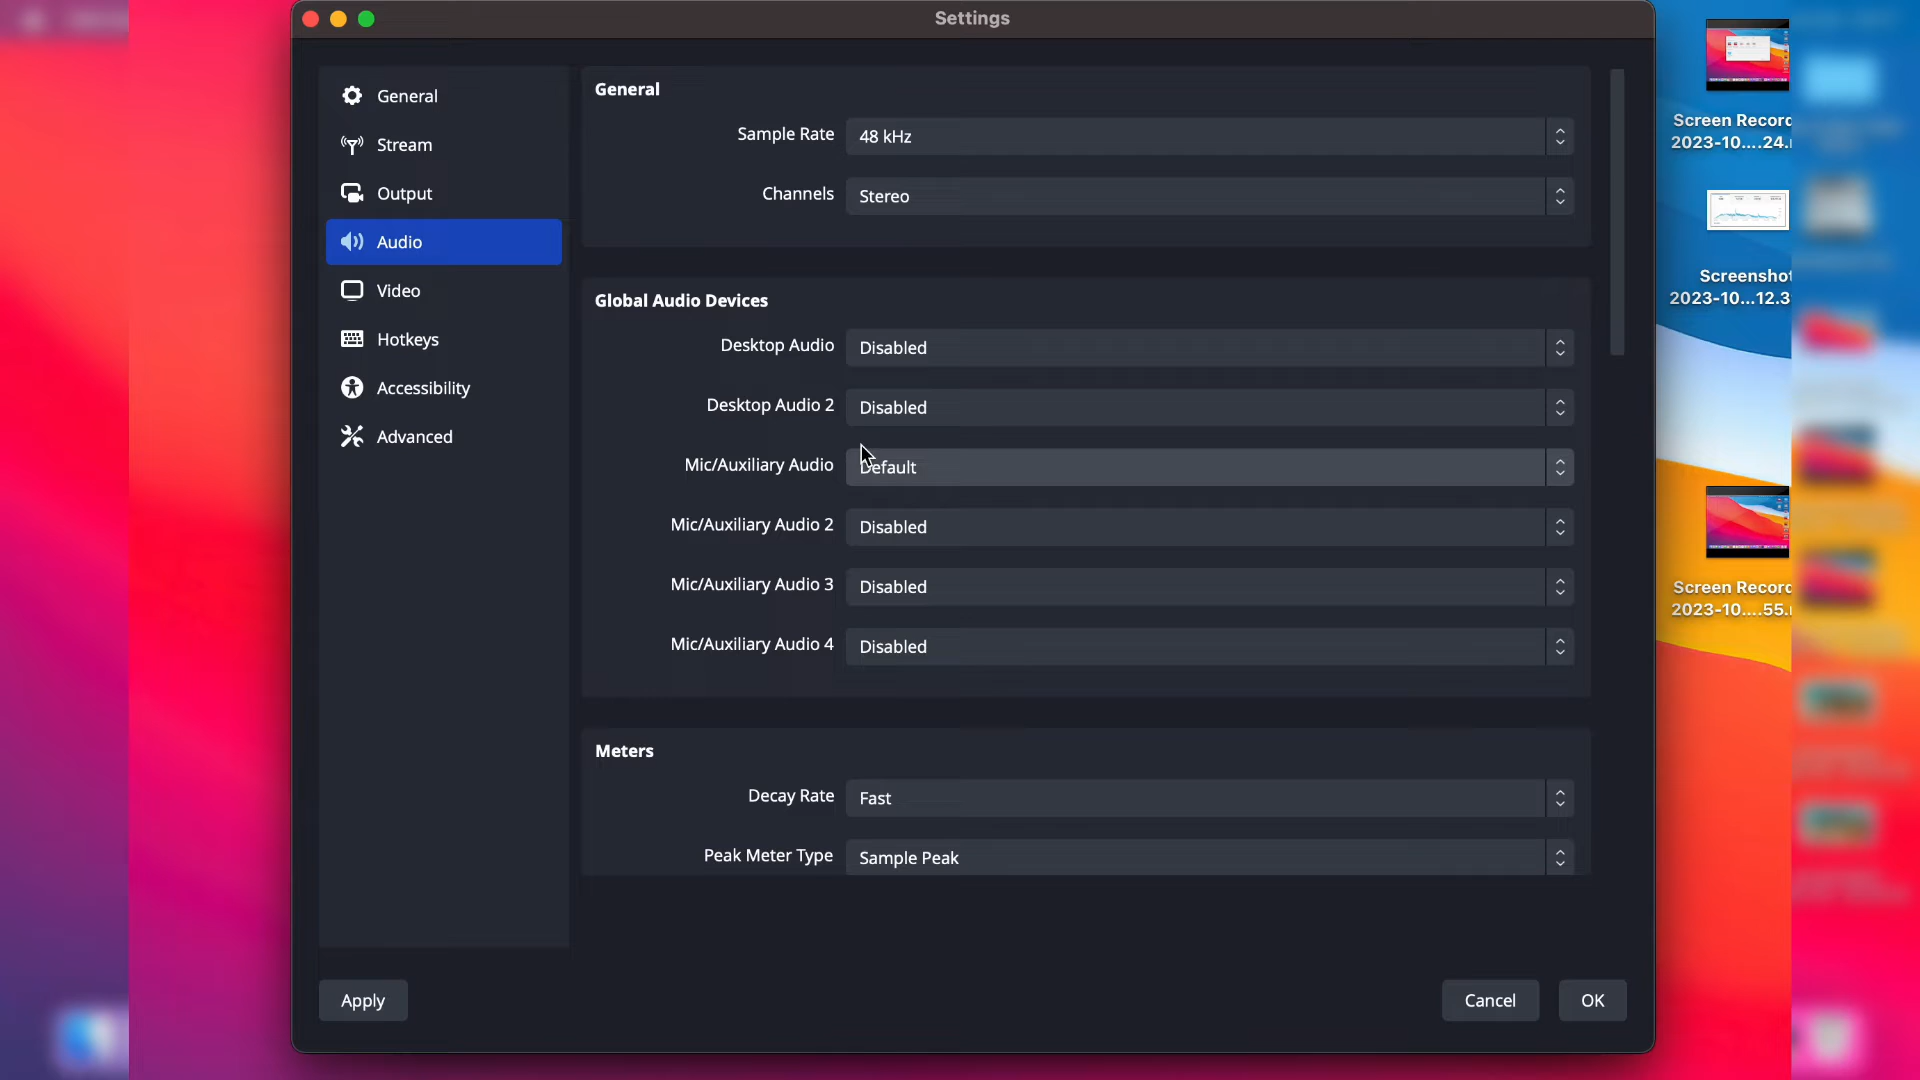 Settings
General
Stream
Output
Audio
Video
Hotkeys
Accessibility
Advanced
General
Sample Rate 48 kHz
Channels Stereo
Global Audio Devices
Desktop Audio Disabled
Desktop Audio 2 Disabled
Mic/Auxiliary Audio Default
Mic/Auxiliary Audio 2 Disabled
Mic/Auxiliary Audio 3 Disabled
Mic/Auxiliary Audio 4 Disabled
Meters
Decay Rate Fast
Peak Meter Type Sample Peak
Apply
Cancel
OK
Screen Record
2023-10....24.
Screenshot
2023-10...12.3
Screen Record
2023-10....55.